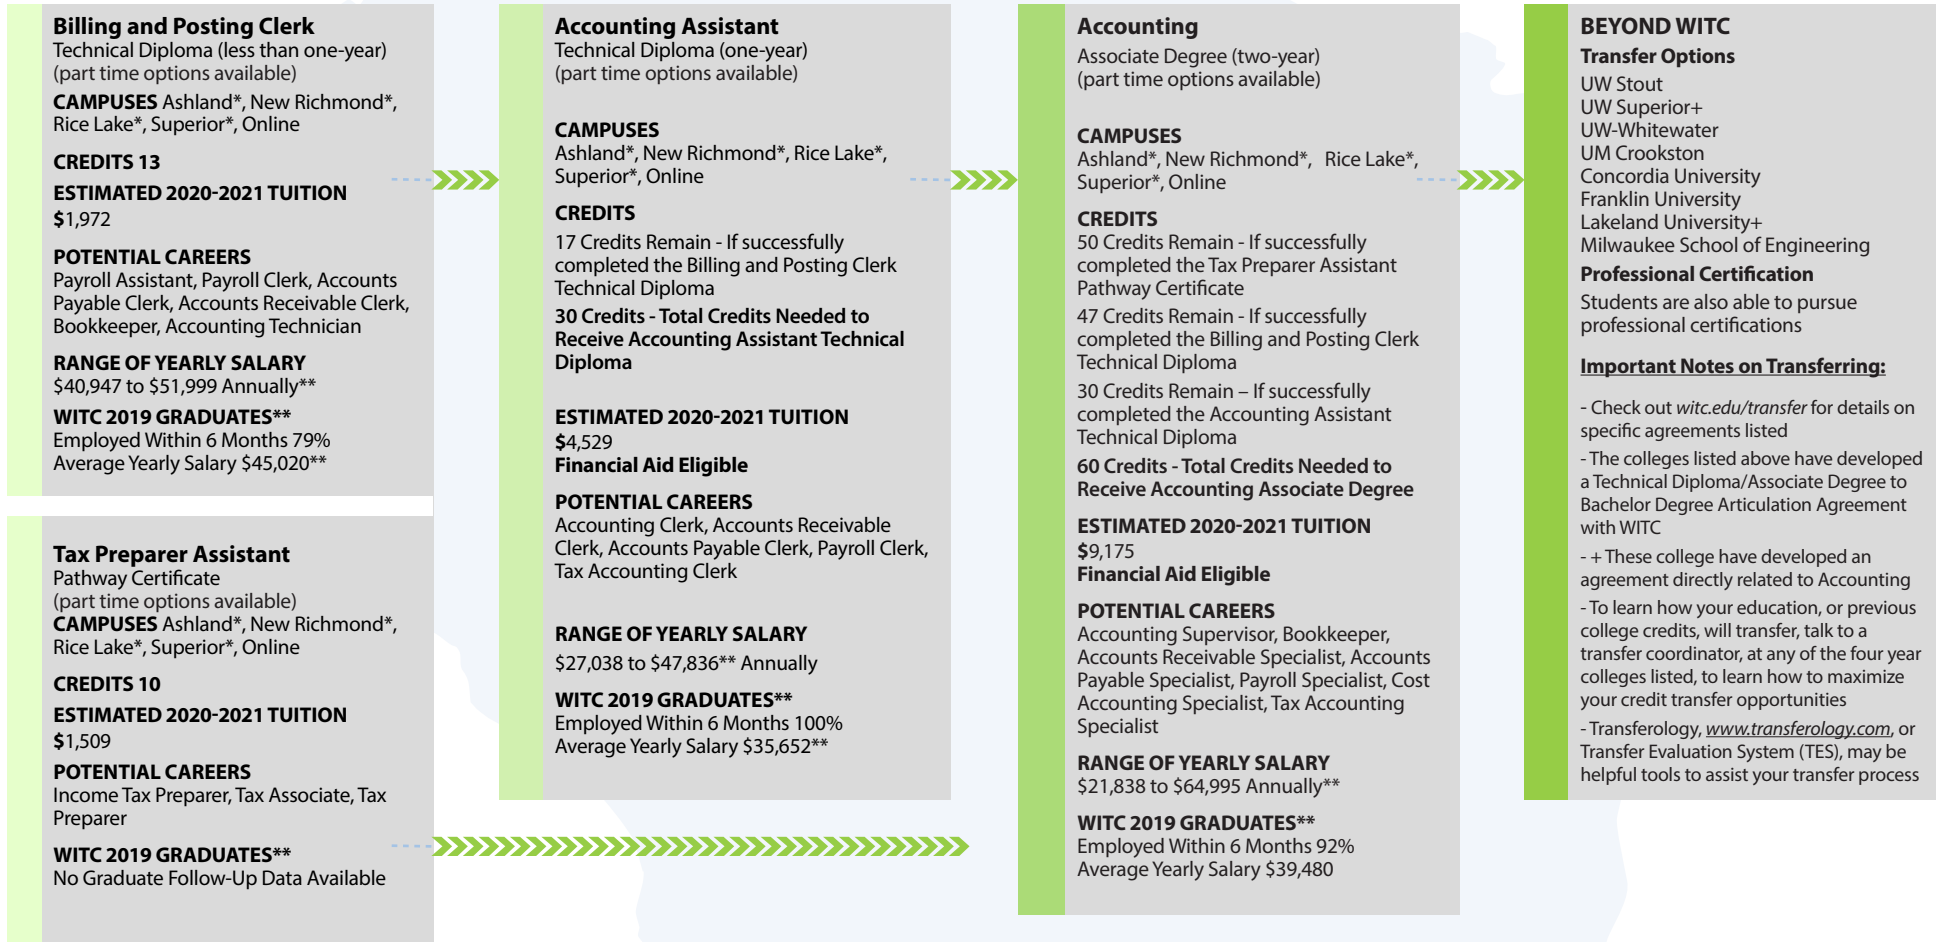 Billing and Posting Clerk
Technical Diploma (less than one-year)
(part time options available)
CAMPUSES Ashland*, New Richmond*,
Rice Lake*, Superior*, Online
CREDITS 13
ESTIMATED 2020-2021 TUITION
$1,972
POTENTIAL CAREERS
Payroll Assistant, Payroll Clerk, Accounts
Payable Clerk, Accounts Receivable Clerk,
Bookkeeper, Accounting Technician
RANGE OF YEARLY SALARY
$40,947 to $51,999 Annually**
WITC 2019 GRADUATES**
Employed Within 6 Months 79%
Average Yearly Salary $45,020**
Tax Preparer Assistant
Pathway Certificate
(part time options available)
CAMPUSES Ashland*, New Richmond*,
Rice Lake*, Superior*, Online
CREDITS 10
ESTIMATED 2020-2021 TUITION
$1,509
POTENTIAL CAREERS
Income Tax Preparer, Tax Associate, Tax
Preparer
WITC 2019 GRADUATES**
No Graduate Follow-Up Data Available
Accounting Assistant
Technical Diploma (one-year)
(part time options available)
CAMPUSES
Ashland*, New Richmond*, Rice Lake*,
Superior*, Online
CREDITS
17 Credits Remain - If successfully
completed the Billing and Posting Clerk
Technical Diploma
30 Credits - Total Credits Needed to
Receive Accounting Assistant Technical
Diploma
ESTIMATED 2020-2021 TUITION
$4,529
Financial Aid Eligible
POTENTIAL CAREERS
Accounting Clerk, Accounts Receivable
Clerk, Accounts Payable Clerk, Payroll Clerk,
Tax Accounting Clerk
RANGE OF YEARLY SALARY
$27,038 to $47,836** Annually
WITC 2019 GRADUATES**
Employed Within 6 Months 100%
Average Yearly Salary $35,652**
Accounting
Associate Degree (two-year)
(part time options available)
CAMPUSES
Ashland*, New Richmond*, Rice Lake*,
Superior*, Online
CREDITS
50 Credits Remain - If successfully
completed the Tax Preparer Assistant
Pathway Certificate
47 Credits Remain - If successfully
completed the Billing and Posting Clerk
Technical Diploma
30 Credits Remain – If successfully
completed the Accounting Assistant
Technical Diploma
60 Credits - Total Credits Needed to
Receive Accounting Associate Degree
ESTIMATED 2020-2021 TUITION
$9,175
Financial Aid Eligible
POTENTIAL CAREERS
Accounting Supervisor, Bookkeeper,
Accounts Receivable Specialist, Accounts
Payable Specialist, Payroll Specialist, Cost
Accounting Specialist, Tax Accounting
Specialist
RANGE OF YEARLY SALARY
$21,838 to $64,995 Annually**
WITC 2019 GRADUATES**
Employed Within 6 Months 92%
Average Yearly Salary $39,480
BEYOND WITC
Transfer Options
UW Stout
UW Superior+
UW-Whitewater
UM Crookston
Concordia University
Franklin University
Lakeland University+
Milwaukee School of Engineering
Professional Certification
Students are also able to pursue
professional certifications
Important Notes on Transferring:
- Check out witc.edu/transfer for details on
specific agreements listed
- The colleges listed above have developed
a Technical Diploma/Associate Degree to
Bachelor Degree Articulation Agreement
with WITC
- + These college have developed an
agreement directly related to Accounting
- To learn how your education, or previous
college credits, will transfer, talk to a
transfer coordinator, at any of the four year
colleges listed, to learn how to maximize
your credit transfer opportunities
- Transferology, www.transferology.com, or
Transfer Evaluation System (TES), may be
helpful tools to assist your transfer process